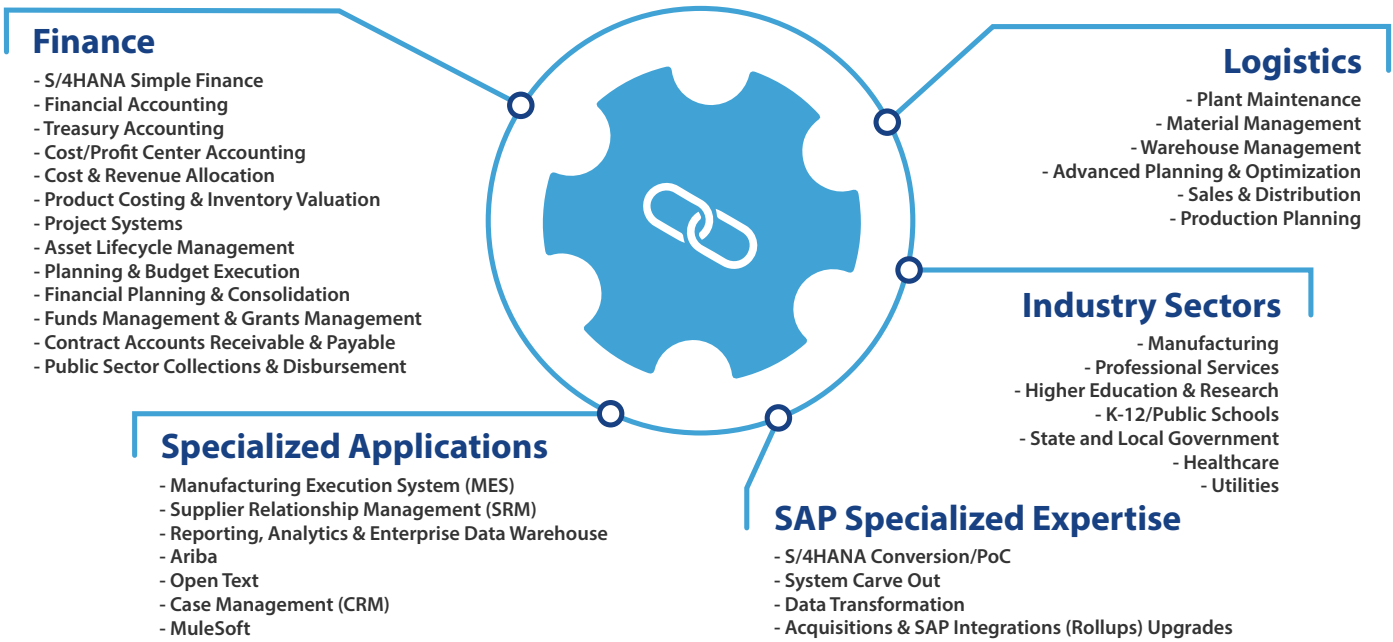 Finance
- S/4HANA Simple Finance
- Financial Accounting
- Treasury Accounting
- Cost/Profit Center Accounting
- Cost & Revenue Allocation
- Product Costing & Inventory Valuation
- Project Systems
- Asset Lifecycle Management
- Planning & Budget Execution
- Financial Planning & Consolidation
- Funds Management & Grants Management
- Contract Accounts Receivable & Payable
- Public Sector Collections & Disbursement
Logistics
- Plant Maintenance
- Material Management
- Warehouse Management
- Advanced Planning & Optimization
- Sales & Distribution
- Production Planning
Industry Sectors
- Manufacturing
- Professional Services
- Higher Education & Research
- K-12/Public Schools
- State and Local Government
- Healthcare
- Utilities
Specialized Applications
- Manufacturing Execution System (MES)
- Supplier Relationship Management (SRM)
- Reporting, Analytics & Enterprise Data Warehouse
- Ariba
- Open Text
- Case Management (CRM)
- MuleSoft
SAP Specialized Expertise
- S/4HANA Conversion/PoC
- System Carve Out
- Data Transformation
- Acquisitions & SAP Integrations (Rollups) Upgrades